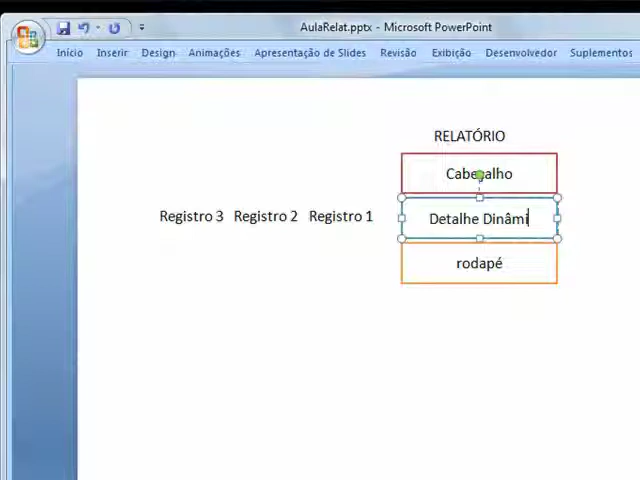 AulaRelat.pptx - Microsoft PowerPoint
Início Inserir Design Animações Apresentação de Slides Revisão Exibição Desenvolvedor Suplementos
RELATÓRIO
Cabeçalho
Registro 3 Registro 2 Registro 1 Detalhe Dinâmi
rodapé